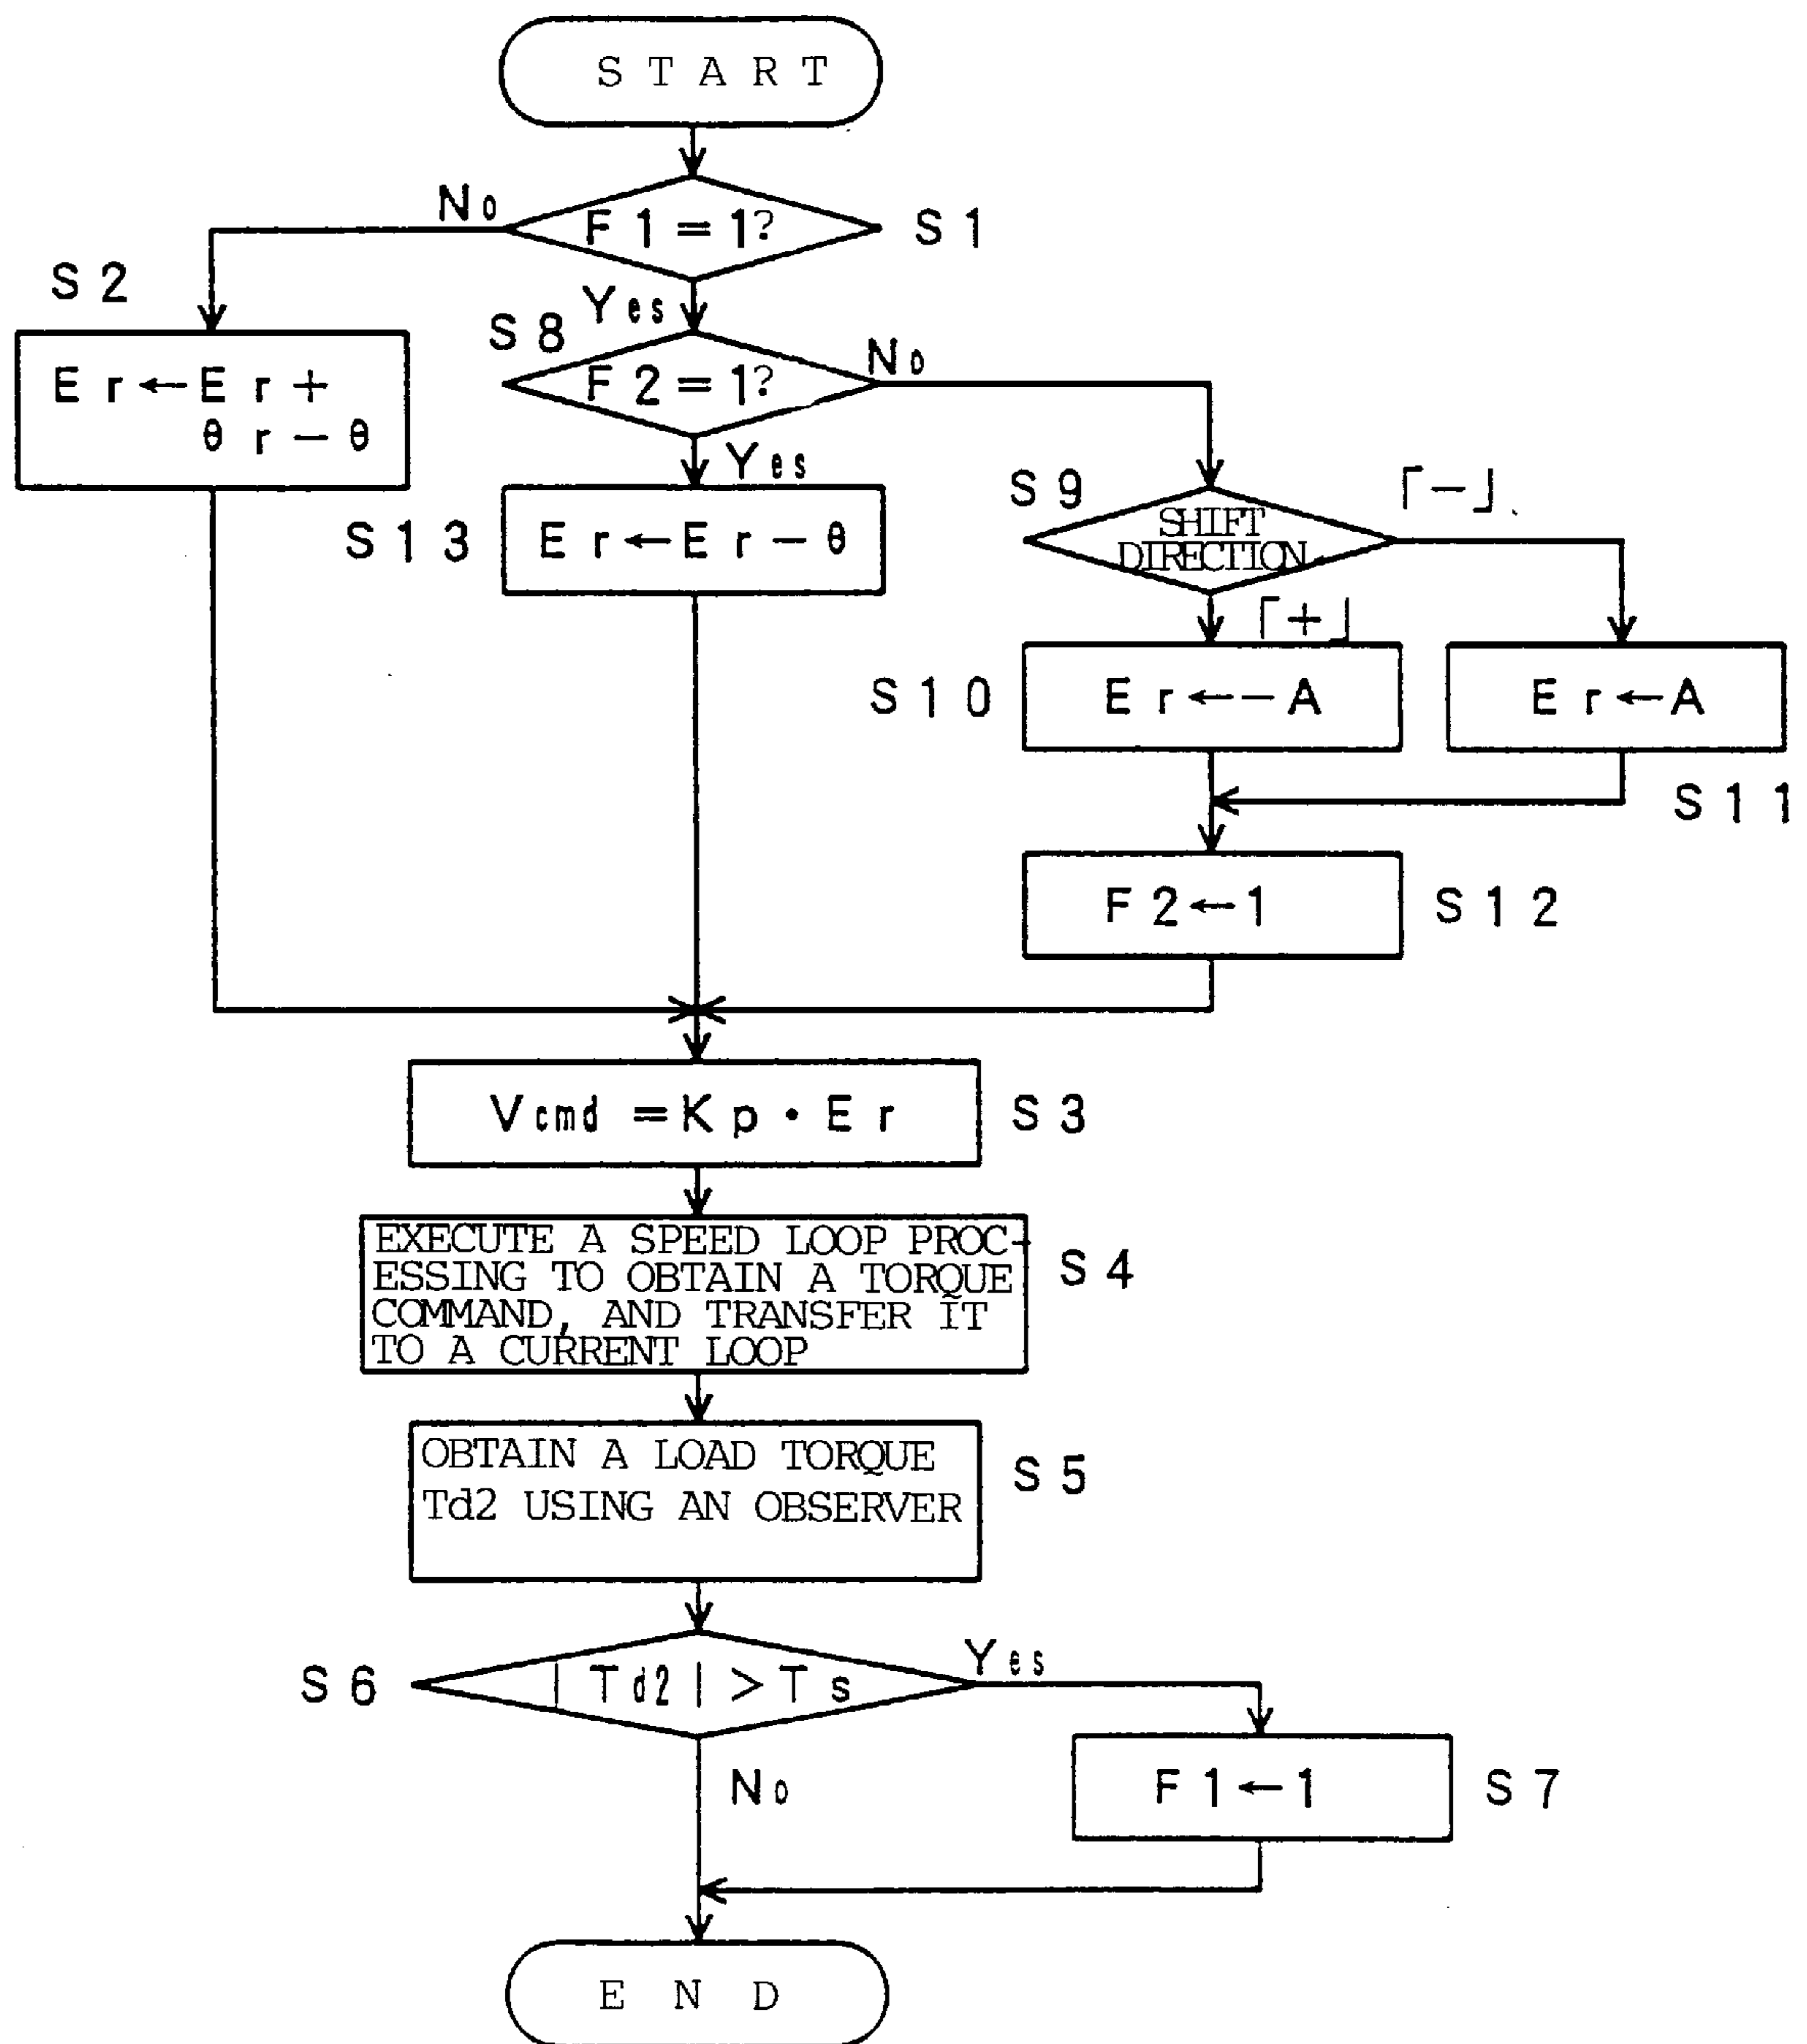 START
No
F1=1?
S1
S2
Yes
Er←Er+
θr−θ
S8
F2=1?
No
Yes
S13
Er←Er−θ
S9
SHIFT
DIRECTION
「−」
「+」
S10
Er←−A
Er←A
S11
F2←1
S12
Vcmd=Kp・Er
S3
EXECUTE A SPEED LOOP PROC-
ESSING TO OBTAIN A TORQUE
COMMAND, AND TRANSFER IT
TO A CURRENT LOOP
S4
OBTAIN A LOAD TORQUE
Td2 USING AN OBSERVER
S5
S6
|Td2|>Ts
Yes
No
F1←1
S7
END